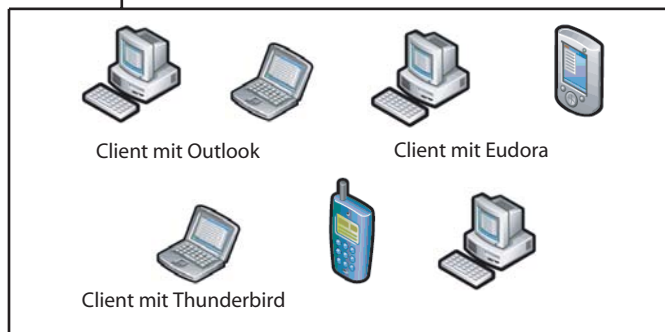 Client mit Outlook
Client mit Eudora
Client mit Thunderbird